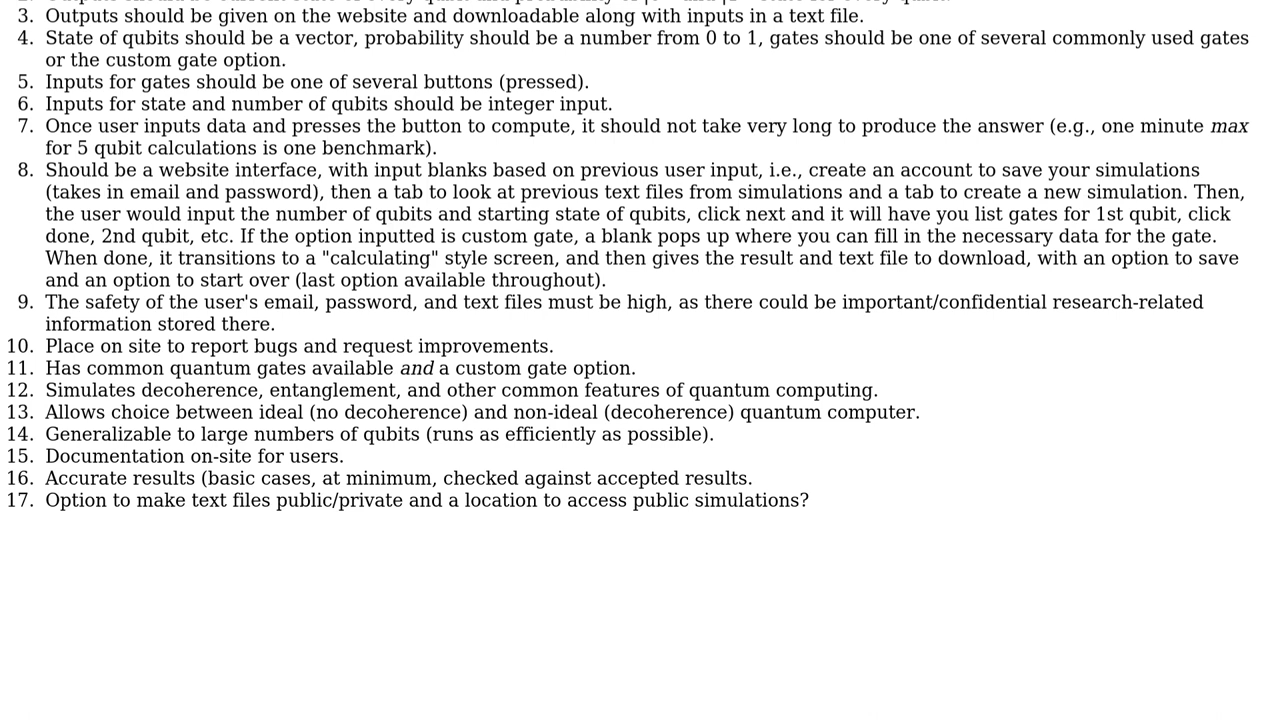 3. Outputs should be given on the website and downloadable along with inputs in a text file.
4. State of qubits should be a vector, probability should be a number from 0 to 1, gates should be one of several commonly used gates
or the custom gate option.
5. Inputs for gates should be one of several buttons (pressed).
6. Inputs for state and number of qubits should be integer input.
7. Once user inputs data and presses the button to compute, it should not take very long to produce the answer (e.g., one minute max
for 5 qubit calculations is one benchmark).
8. Should be a website interface, with input blanks based on previous user input, i.e., create an account to save your simulations
(takes in email and password), then a tab to look at previous text files from simulations and a tab to create a new simulation. Then,
the user would input the number of qubits and starting state of qubits, click next and it will have you list gates for 1st qubit, click
done, 2nd qubit, etc. If the option inputted is custom gate, a blank pops up where you can fill in the necessary data for the gate.
When done, it transitions to a "calculating" style screen, and then gives the result and text file to download, with an option to save
and an option to start over (last option available throughout).
9. The safety of the user's email, password, and text files must be high, as there could be important/confidential research-related
information stored there.
10. Place on site to report bugs and request improvements.
11. Has common quantum gates available and a custom gate option.
12. Simulates decoherence, entanglement, and other common features of quantum computing.
13. Allows choice between ideal (no decoherence) and non-ideal (decoherence) quantum computer.
14. Generalizable to large numbers of qubits (runs as efficiently as possible).
15. Documentation on-site for users.
16. Accurate results (basic cases, at minimum, checked against accepted results.
17. Option to make text files public/private and a location to access public simulations?